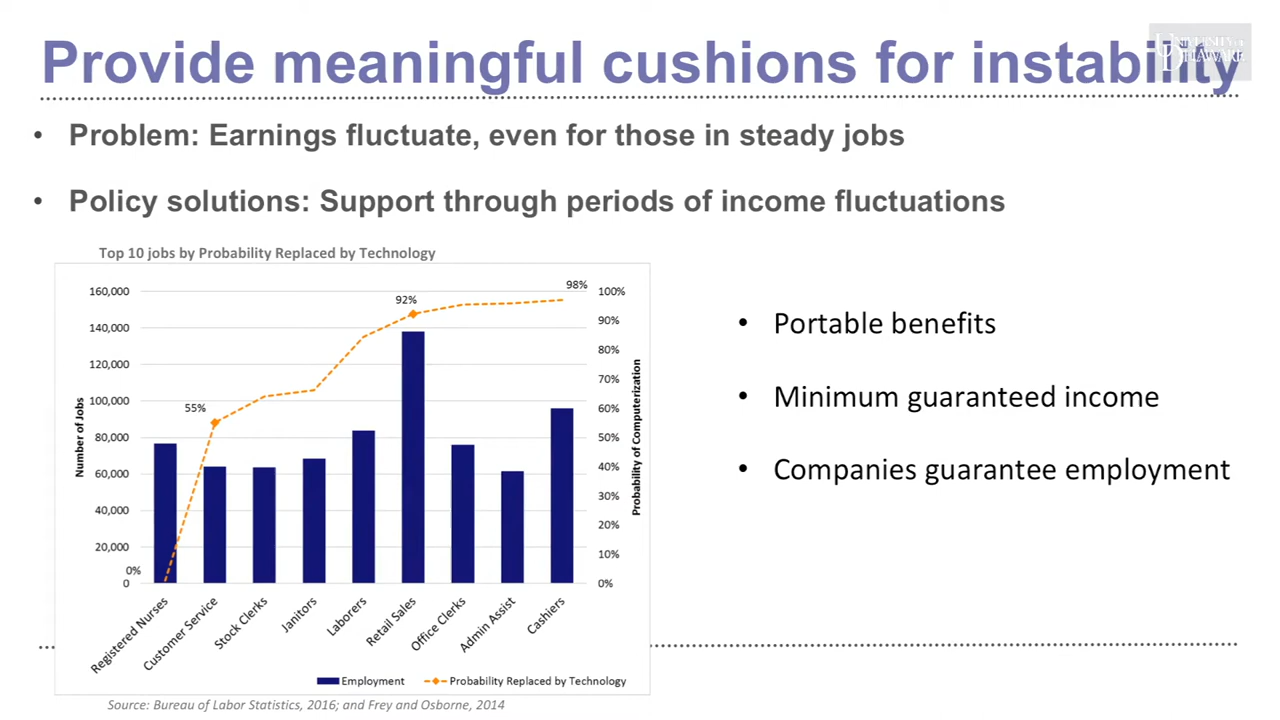 Provide meaningful cushions for instability
UNIVERSITY OF
DELAWARE
• Problem: Earnings fluctuate, even for those in steady jobs
• Policy solutions: Support through periods of income fluctuations
Top 10 jobs by Probability Replaced by Technology
160,000
140,000
120,000
100,000
80,000
60,000
40,000
20,000
0
Number of Jobs
0%
55%
92%
98%
100%
90%
80%
70%
60%
50%
40%
30%
20%
10%
0%
Probability of Computerization
Registered Nurses
Customer Service
Stock Clerks
Janitors
Laborers
Retail Sales
Office Clerks
Admin Assist
Cashiers
Employment
Probability Replaced by Technology
Source: Bureau of Labor Statistics, 2016; and Frey and Osborne, 2014
• Portable benefits
• Minimum guaranteed income
• Companies guarantee employment